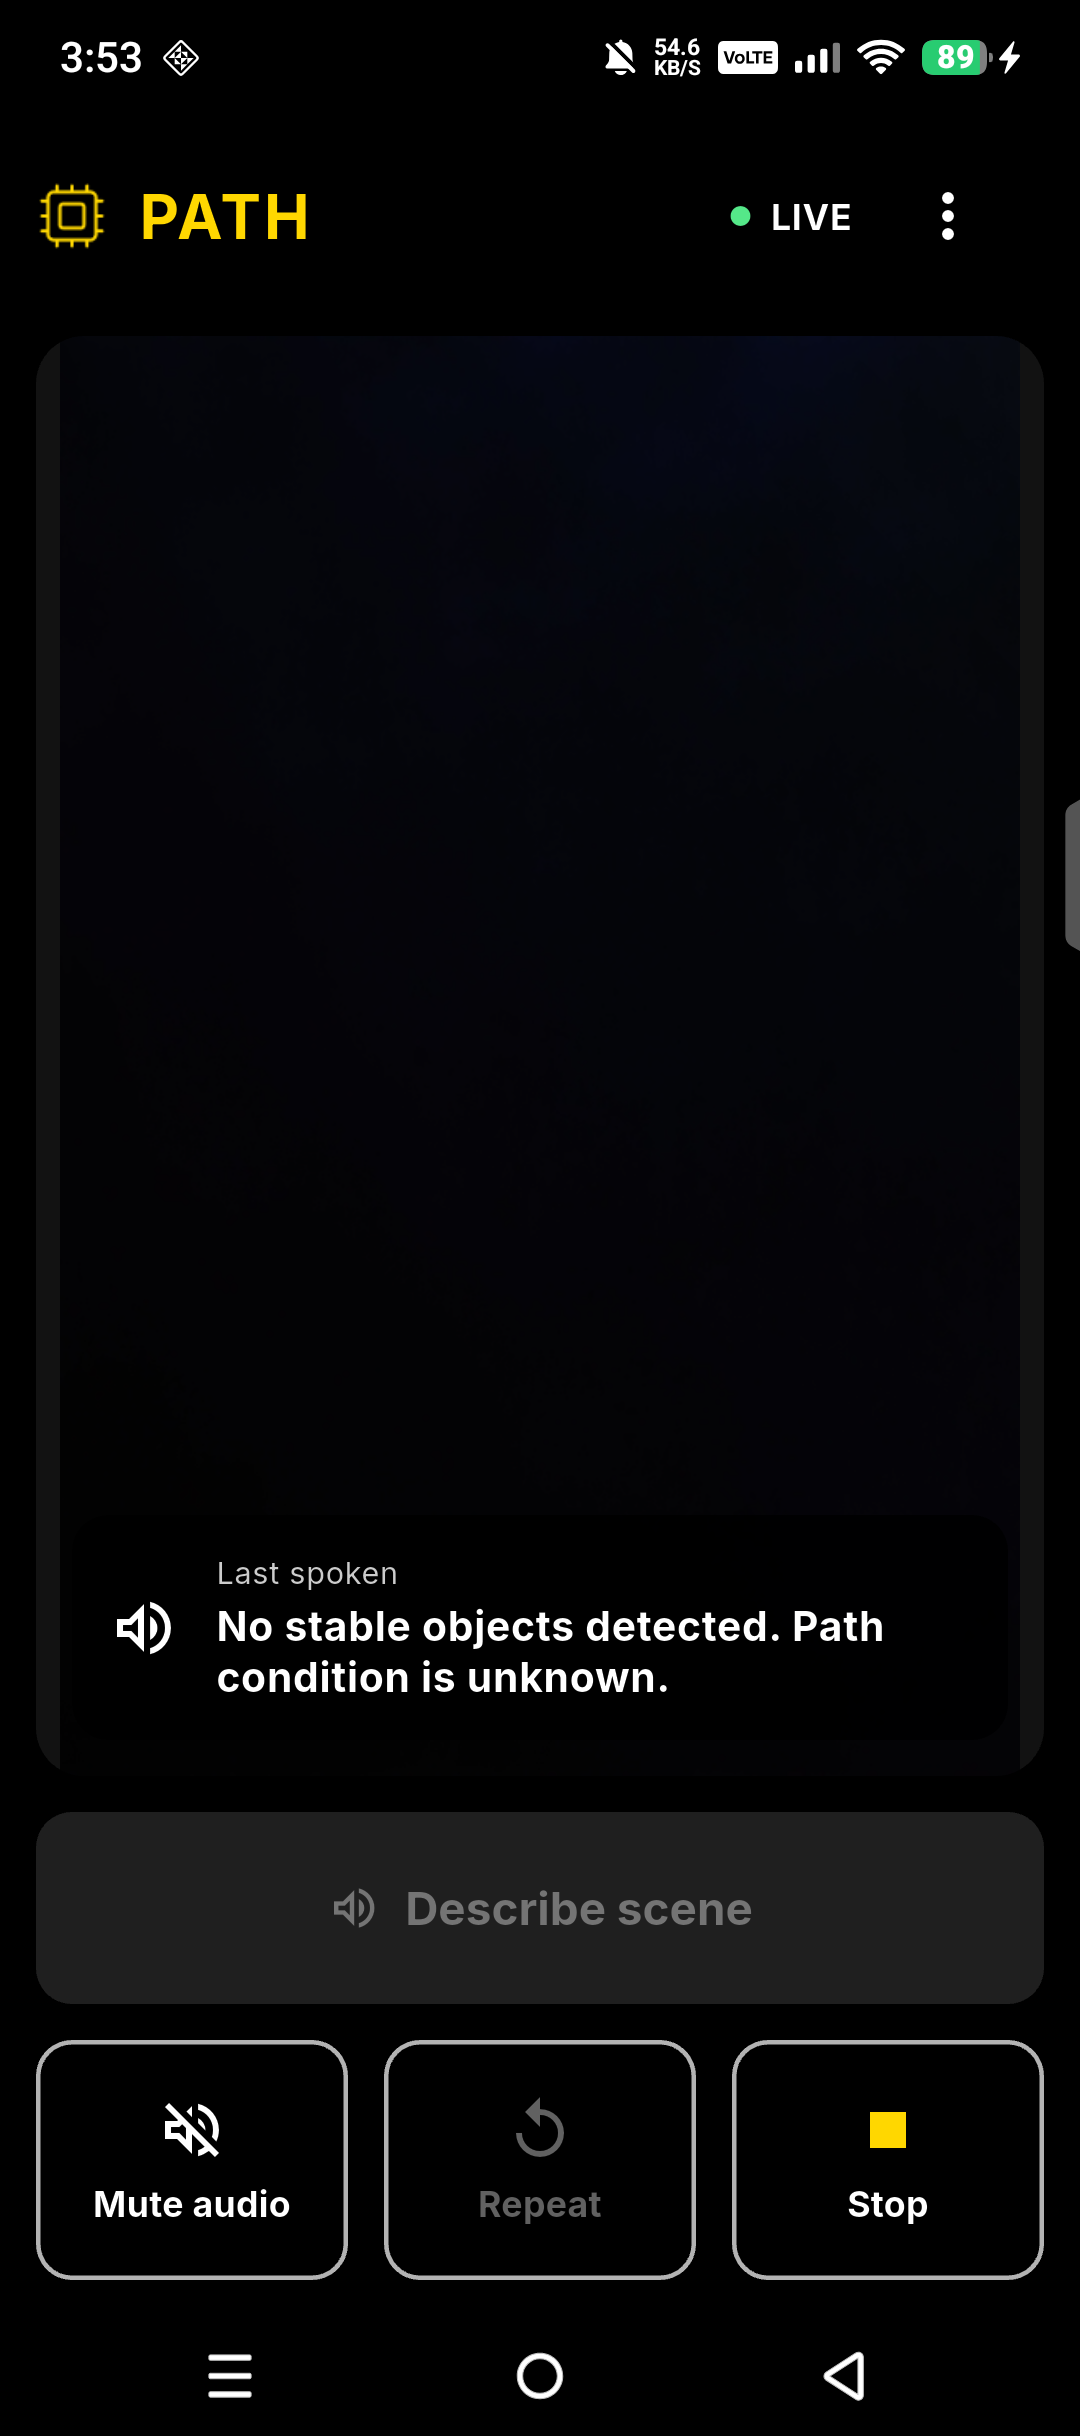 3:53
54.6
KB/S
VoLTE
89
PATH
LIVE
Last spoken
No stable objects detected. Path
condition is unknown.
Describe scene
Mute audio
Repeat
Stop